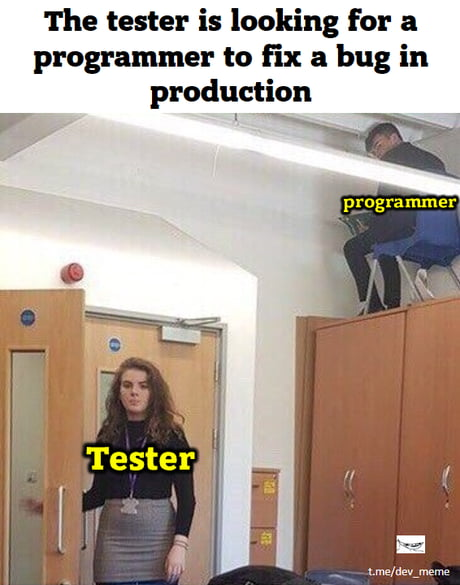 The tester is looking for a
programmer to fix a bug in
production
programmer
Tester
t.me/dev_meme